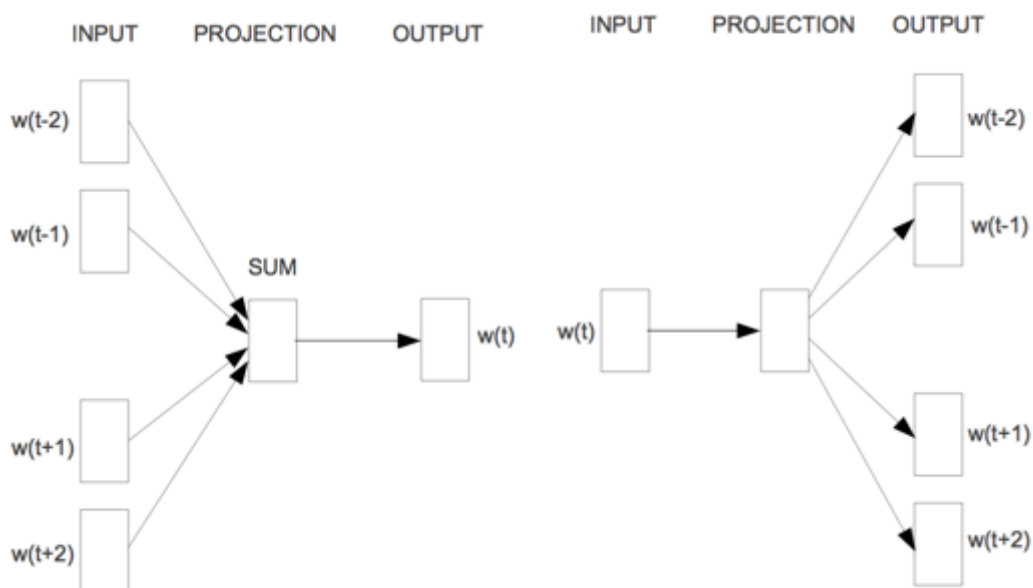 INPUT PROJECTION OUTPUT
w(t-2)
w(t-1)
SUM
w(t)
w(t+1)
w(t+2)
INPUT PROJECTION OUTPUT
w(t-2)
w(t-1)
w(t)
w(t+1)
w(t+2)